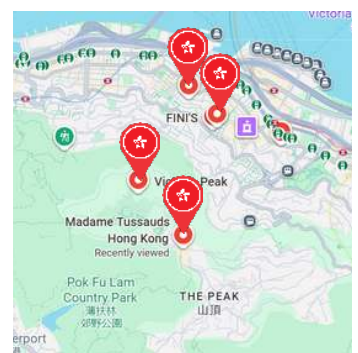 Victoria
FINI'S
Victoria Peak
Madame Tussauds
Hong Kong
Recently viewed
Pok Fu Lam
Country Park
薄扶林
郊野公園
THE PEAK
山頂
erport